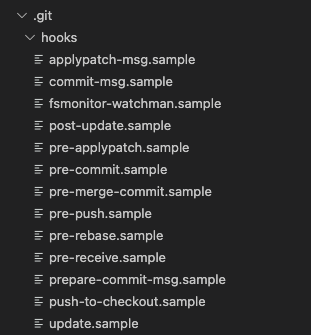 .git
hooks
applypatch-msg.sample
commit-msg.sample
fsmonitor-watchman.sample
post-update.sample
pre-applypatch.sample
pre-commit.sample
pre-merge-commit.sample
pre-push.sample
pre-rebase.sample
pre-receive.sample
prepare-commit-msg.sample
push-to-checkout.sample
update.sample